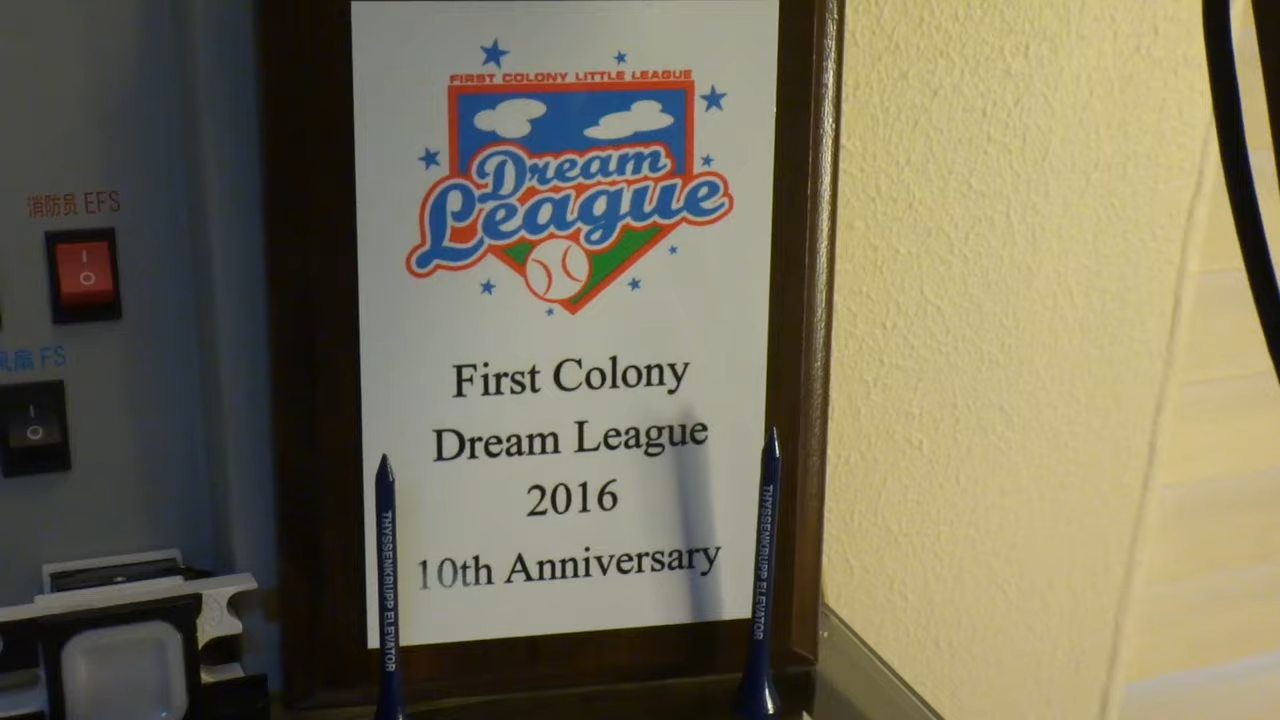 消防员 EFS
风扇 FS
FIRST COLONY LITTLE LEAGUE
Dream
League
First Colony
Dream League
2016
10th Anniversary
THYSSENKRUPP ELEVATOR
THYSSENKRUPP ELEVATOR